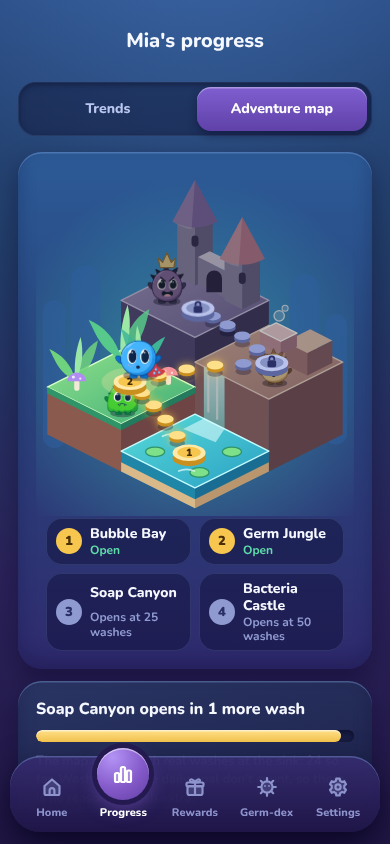 Mia's progress
Trends
Adventure map
2
1
1
Bubble Bay
Open
2
Germ Jungle
Open
3
Soap Canyon
Opens at 25
washes
4
Bacteria
Castle
Opens at 50
washes
Soap Canyon opens in 1 more wash
Home
Progress
Rewards
Germ-dex
Settings